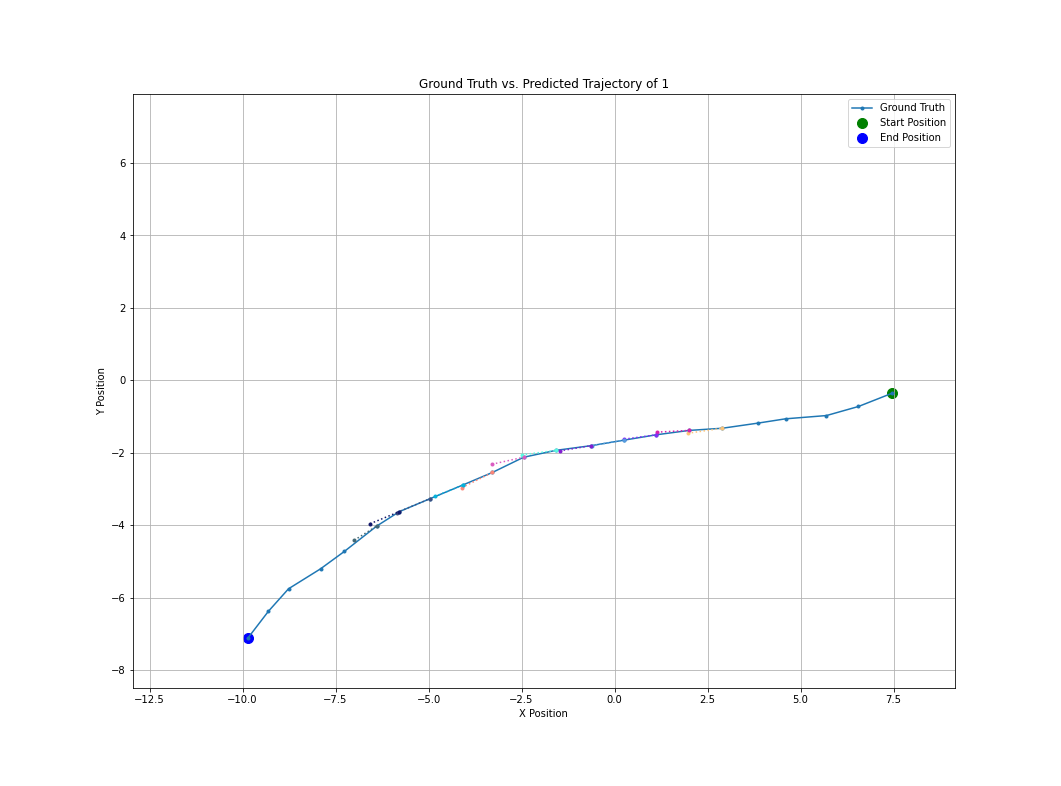 Ground Truth vs. Predicted Trajectory of 1
Ground Truth
Start Position
End Position
6
4
2
0
−2
−4
−6
−8
Y Position
−12.5 −10.0 −7.5 −5.0 −2.5 0.0 2.5 5.0 7.5
X Position